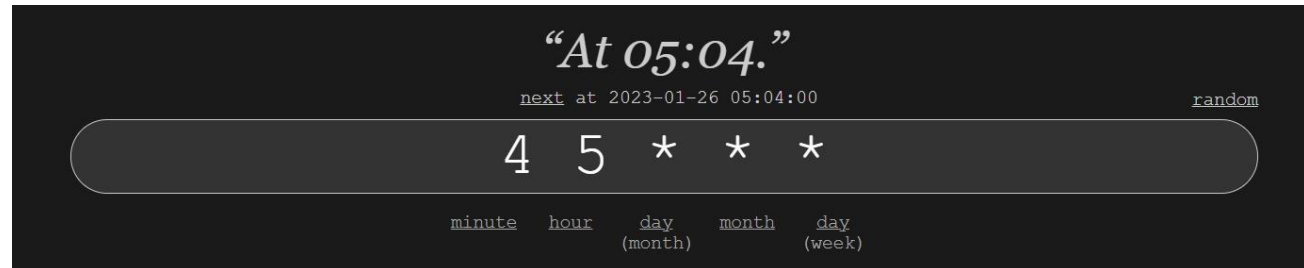 “At 05:04.”
next at 2023-01-26 05:04:00
random
4 5 * * *
minute hour day month day
(month) (week)